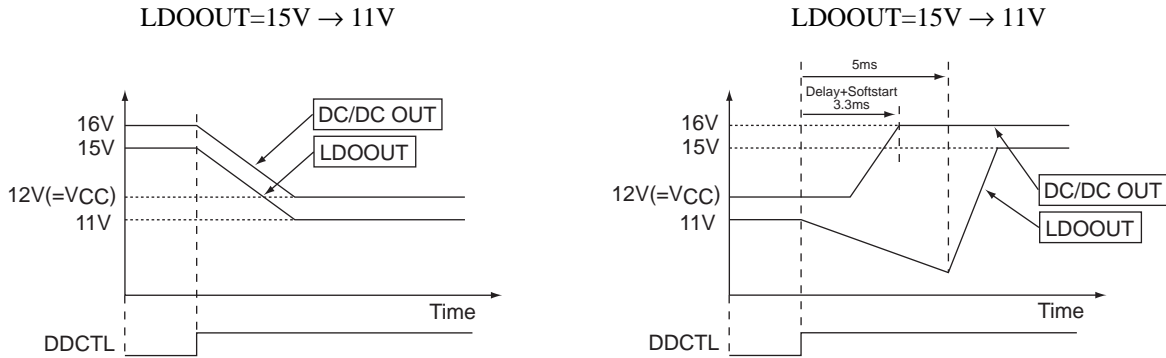 LDOOUT=15V → 11V
16V
15V
12V(=VCC)
11V
DC/DC OUT
LDOOUT
Time
DDCTL
LDOOUT=15V → 11V
5ms
Delay+Softstart
3.3ms
16V
15V
12V(=VCC)
11V
DC/DC OUT
LDOOUT
Time
DDCTL